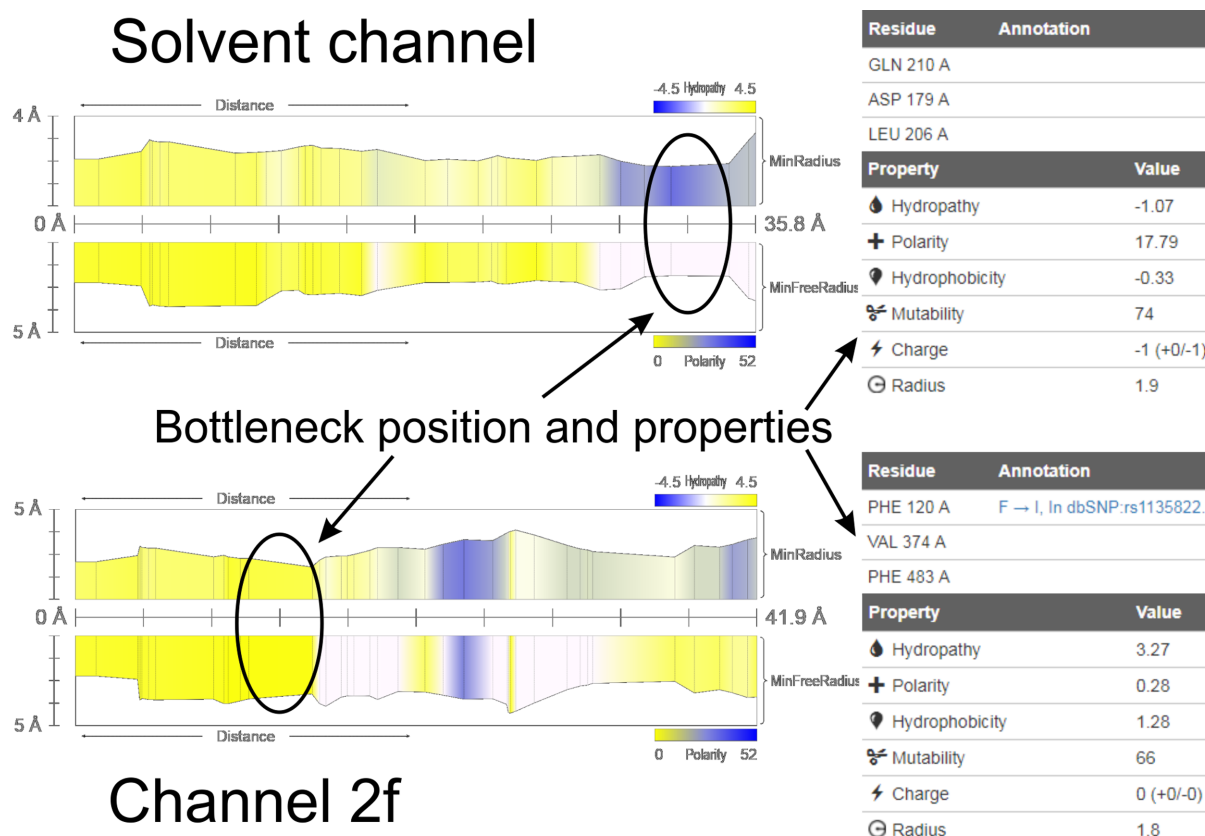 Solvent channel
-4.5 Hydropathy 4.5
Distance
4 Å
MinRadius
0 Å
35.8 Å
MinFreeRadius
5 Å
Distance
0 Polarity 52
Residue Annotation
GLN 210 A
ASP 179 A
LEU 206 A
Property Value
Hydropathy -1.07
Polarity 17.79
Hydrophobicity -0.33
Mutability 74
Charge -1 (+0/-1)
Radius 1.9
Bottleneck position and properties
-4.5 Hydropathy 4.5
Distance
5 Å
MinRadius
0 Å
41.9 Å
MinFreeRadius
5 Å
Distance
0 Polarity 52
Channel 2f
Residue Annotation
PHE 120 A F → I, In dbSNP:rs1135822.
VAL 374 A
PHE 483 A
Property Value
Hydropathy 3.27
Polarity 0.28
Hydrophobicity 1.28
Mutability 66
Charge 0 (+0/-0)
Radius 1.8